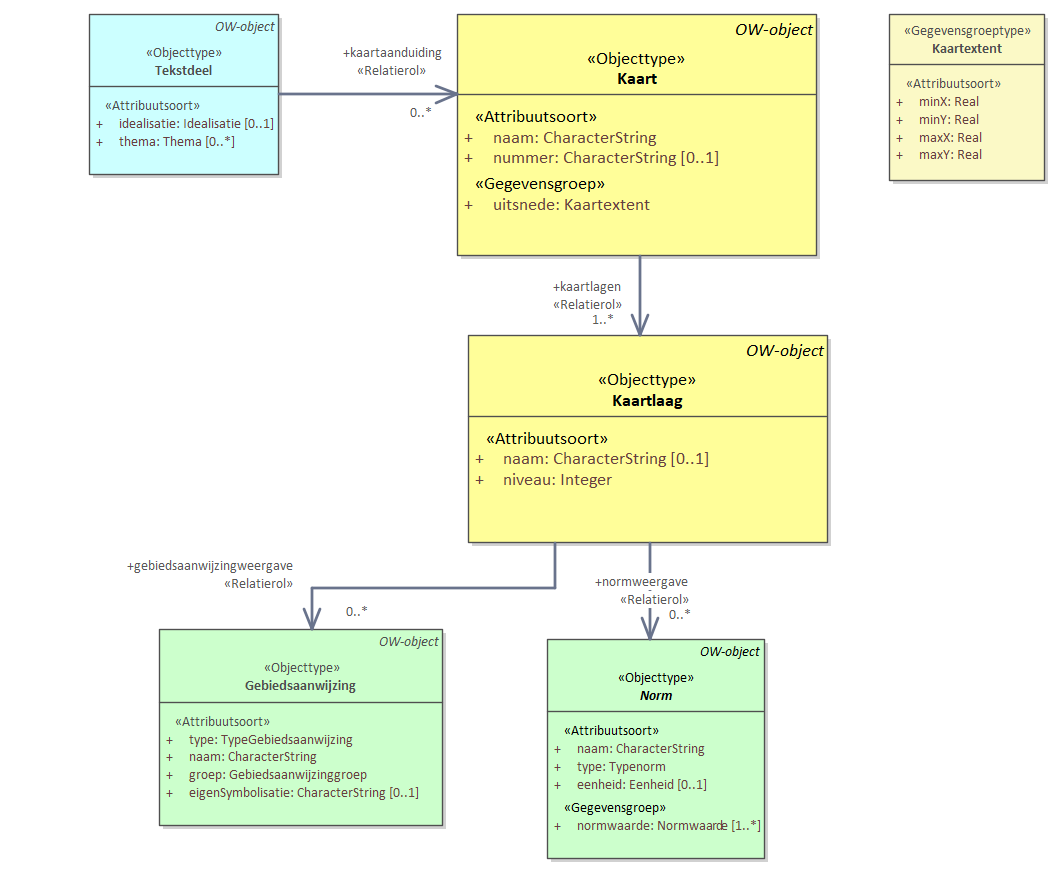 OW-object
«Objecttype»
Tekstdeel
«Attribuutsoort»
+ idealisatie: Idealisatie [0..1]
+ thema: Thema [0..*]
+kaartaanduiding
«Relatierol»
0..*
OW-object
«Objecttype»
Kaart
«Attribuutsoort»
+ naam: CharacterString
+ nummer: CharacterString [0..1]
«Gegevensgroep»
+ uitsnede: Kaartextent
«Gegevensgroeptype»
Kaartextent
«Attribuutsoort»
+ minX: Real
+ minY: Real
+ maxX: Real
+ maxY: Real
+kaartlagen
«Relatierol»
1..*
OW-object
«Objecttype»
Kaartlaag
«Attribuutsoort»
+ naam: CharacterString [0..1]
+ niveau: Integer
+gebiedsaanwijzingweergave
«Relatierol»
0..*
+normweergave
«Relatierol»
0..*
OW-object
«Objecttype»
Gebiedsaanwijzing
«Attribuutsoort»
+ type: TypeGebiedsaanwijzing
+ naam: CharacterString
+ groep: Gebiedsaanwijzinggroep
+ eigenSymbolisatie: CharacterString [0..1]
OW-object
«Objecttype»
Norm
«Attribuutsoort»
+ naam: CharacterString
+ type: Typenorm
+ eenheid: Eenheid [0..1]
«Gegevensgroep»
+ normwaarde: Normwaarde [1..*]